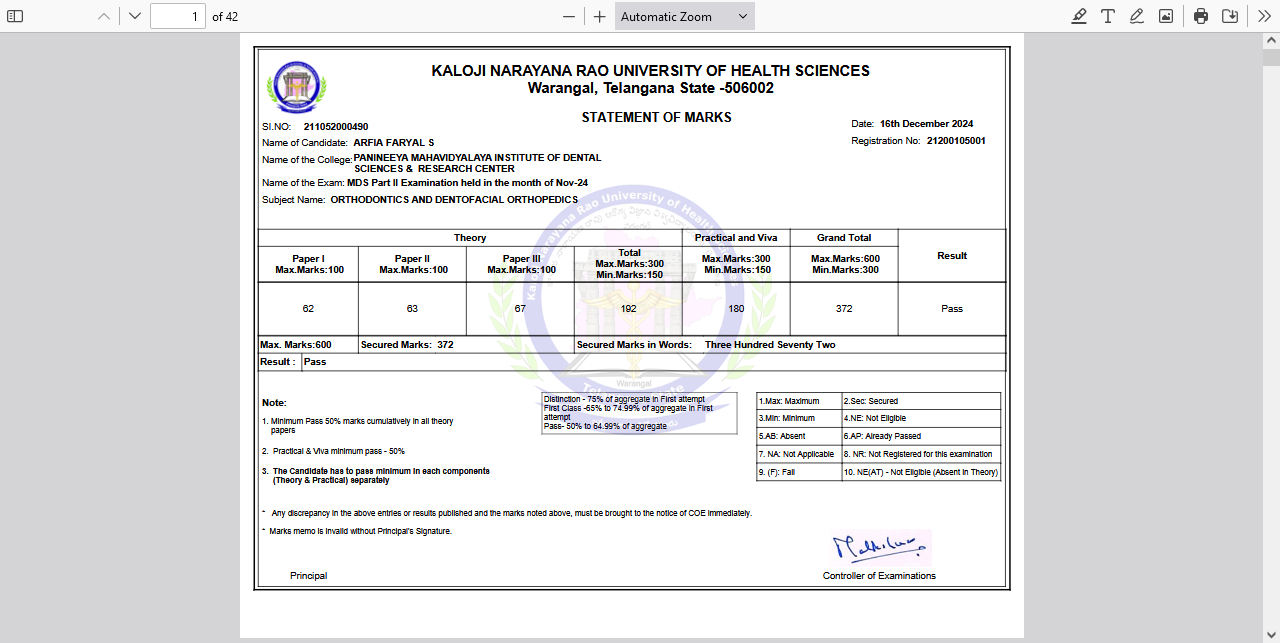 1 of 42 Automatic Zoom
KALOJI NARAYANA RAO UNIVERSITY OF HEALTH SCIENCES
Warangal, Telangana State -506002
STATEMENT OF MARKS
SI.NO: 211052000490
Date: 16th December 2024
Name of Candidate: ARFIA FARYAL S
Registration No: 21200105001
Name of the College: PANINEEYA MAHAVIDYALAYA INSTITUTE OF DENTAL
SCIENCES & RESEARCH CENTER
Name of the Exam: MDS Part II Examination held in the month of Nov-24
Subject Name: ORTHODONTICS AND DENTOFACIAL ORTHOPEDICS
Theory Practical and Viva Grand Total Result
Paper I Paper II Paper III Total
Max.Marks:100 Max.Marks:100 Max.Marks:100 Max.Marks:300 Max.Marks:300 Max.Marks:600
Min.Marks:150 Min.Marks:150 Min.Marks:300
62 63 67 192 180 372 Pass
Max. Marks:600 Secured Marks: 372 Secured Marks in Words: Three Hundred Seventy Two
Result : Pass
Note:
1. Minimum Pass 50% marks cumulatively in all theory
papers
2. Practical & Viva minimum pass - 50%
3. The Candidate has to pass minimum in each components
(Theory & Practical) separately
Distinction - 75% of aggregate in First attempt
First Class -65% to 74.99% of aggregate in First
attempt
Pass- 50% to 64.99% of aggregate
1.Max: Maximum 2.Sec: Secured
3.Min: Minimum 4.NE: Not Eligible
5.AB: Absent 6.AP: Already Passed
7. NA: Not Applicable 8. NR: Not Registered for this examination
9. (F): Fail 10. NE(AT) - Not Eligible (Absent in Theory)
* Any discrepancy in the above entries or results published and the marks noted above, must be brought to the notice of COE immediately.
* Marks memo is invalid without Principal's Signature.
Principal
Controller of Examinations